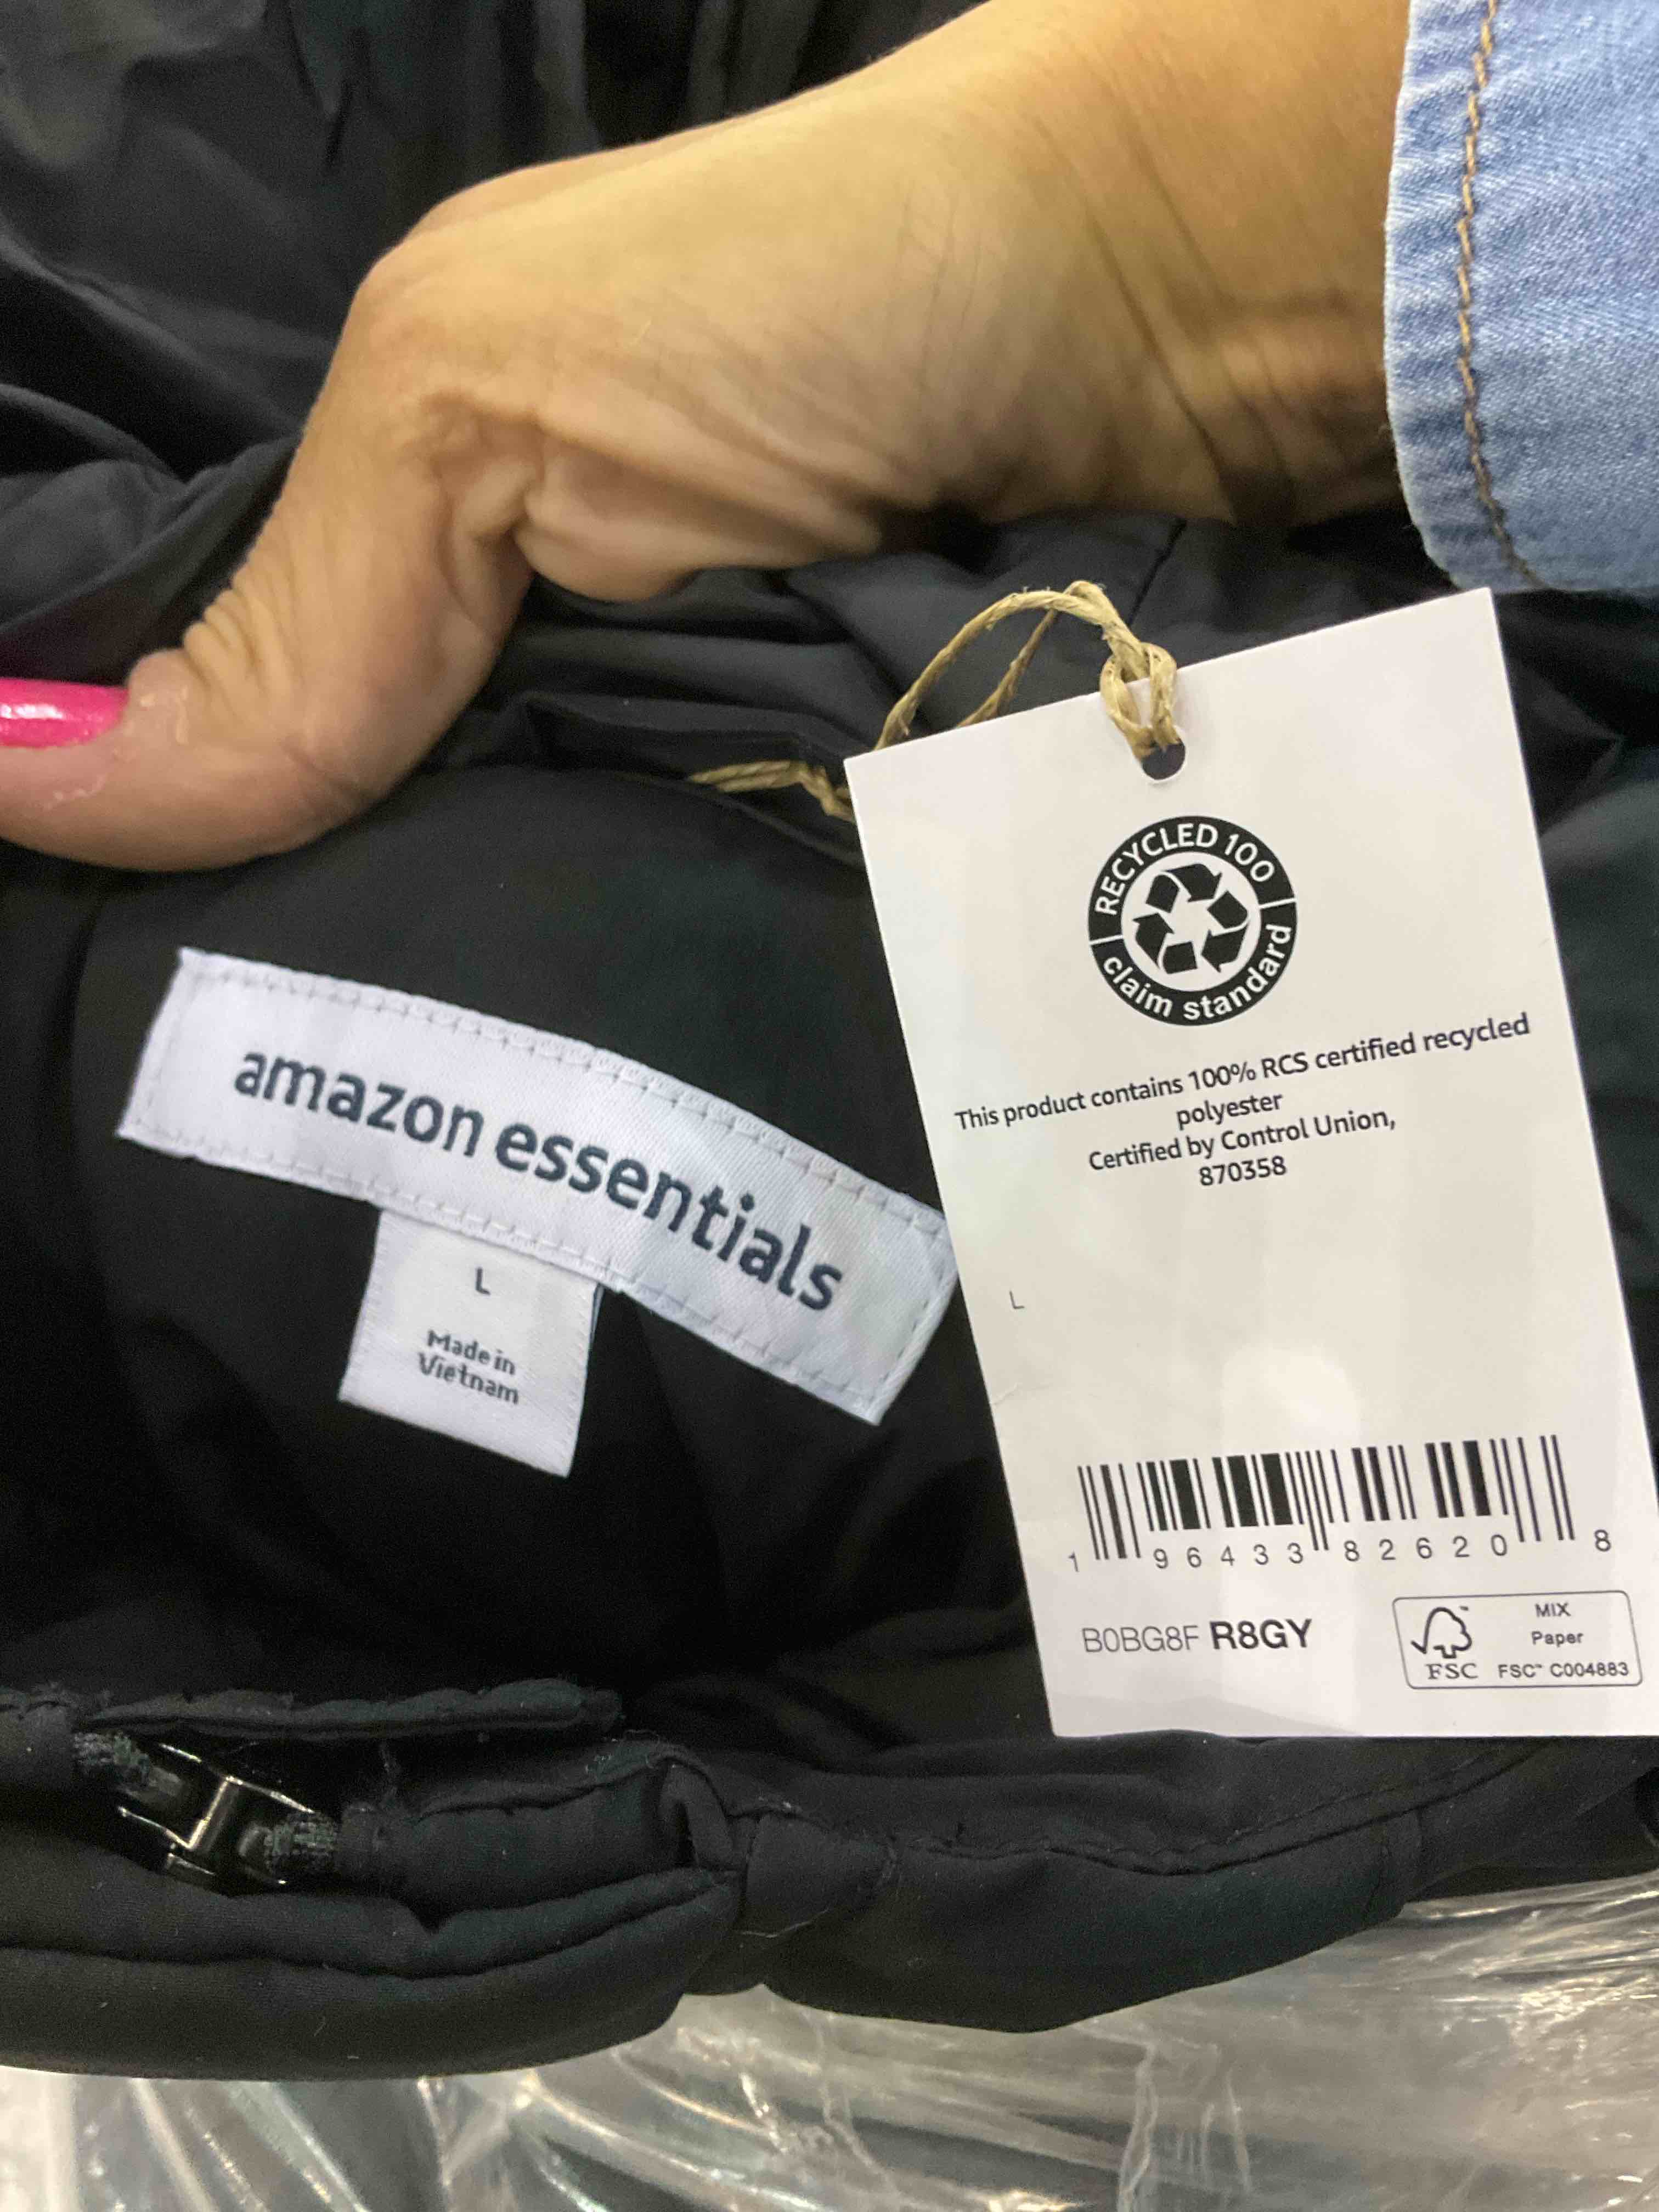 amazon essentials
L
Made in
Vietnam
RECYCLED 100
claim standard
This product contains 100% RCS certified recycled
polyester
Certified by Control Union,
870358
L
1 96433 82620 8
B0BG8F R8GY
FSC
MIX
Paper
FSC™ C004883